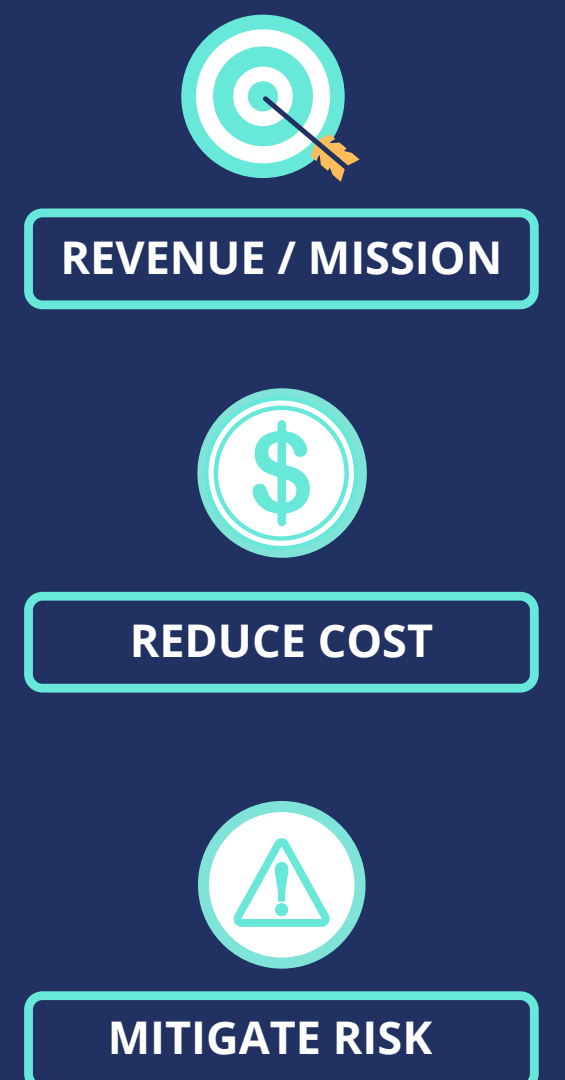 REVENUE / MISSION
$
REDUCE COST
!
MITIGATE RISK